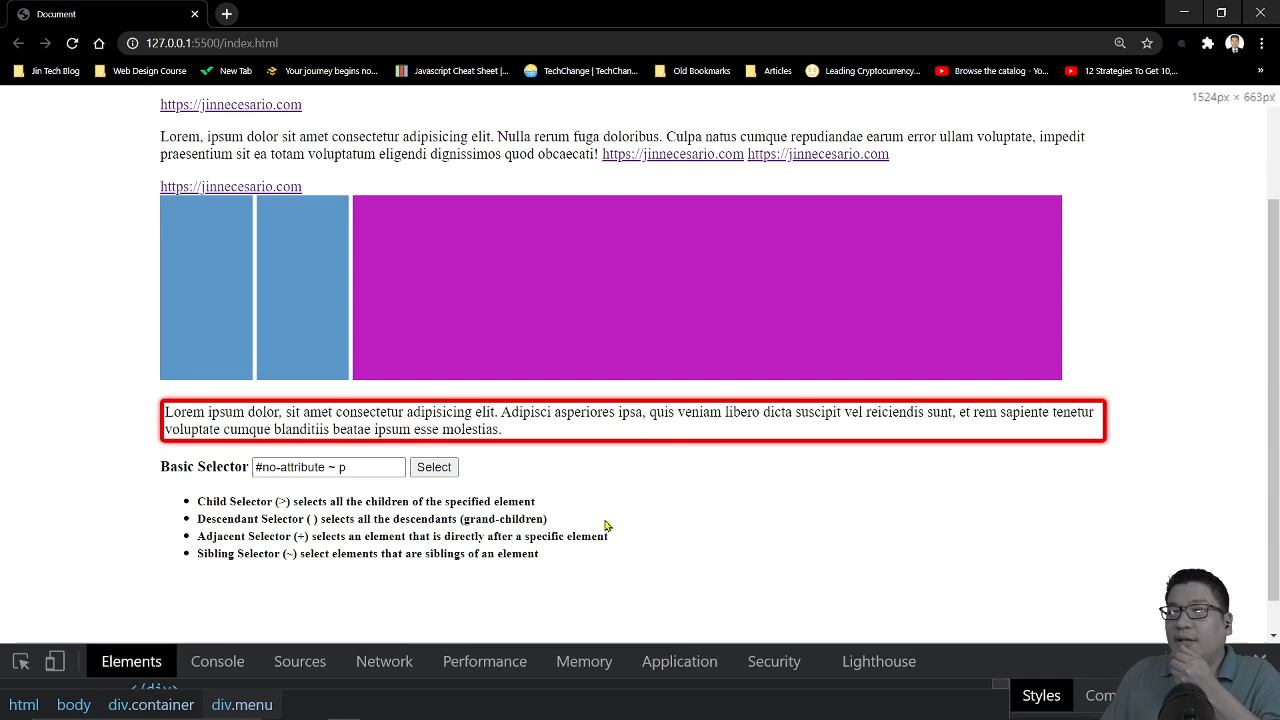 Document
127.0.0.1:5500/index.html
Jin Tech Blog
Web Design Course
New Tab
Your journey begins no...
Javascript Cheat Sheet |...
TechChange | TechChan...
Old Bookmarks
Articles
Leading Cryptocurrency...
Browse the catalog - Yo...
12 Strategies To Get 10,...
»
1524px × 663px
https://jinnecesario.com
Lorem, ipsum dolor sit amet consectetur adipisicing elit. Nulla rerum fuga doloribus. Culpa natus cumque repudiandae earum error ullam voluptate, impedit
praesentium sit ea totam voluptatum eligendi dignissimos quod obcaecati! https://jinnecesario.com https://jinnecesario.com
https://jinnecesario.com
Lorem ipsum dolor, sit amet consectetur adipisicing elit. Adipisci asperiores ipsa, quis veniam libero dicta suscipit vel reiciendis sunt, et rem sapiente tenetur
voluptate cumque blanditiis beatae ipsum esse molestias.
Basic Selector #no-attribute ~ p Select
• Child Selector (>) selects all the children of the specified element
• Descendant Selector ( ) selects all the descendants (grand-children)
• Adjacent Selector (+) selects an element that is directly after a specific element
• Sibling Selector (~) select elements that are siblings of an element
Elements Console Sources Network Performance Memory Application Security Lighthouse
</div>
html body div.container div.menu
Styles